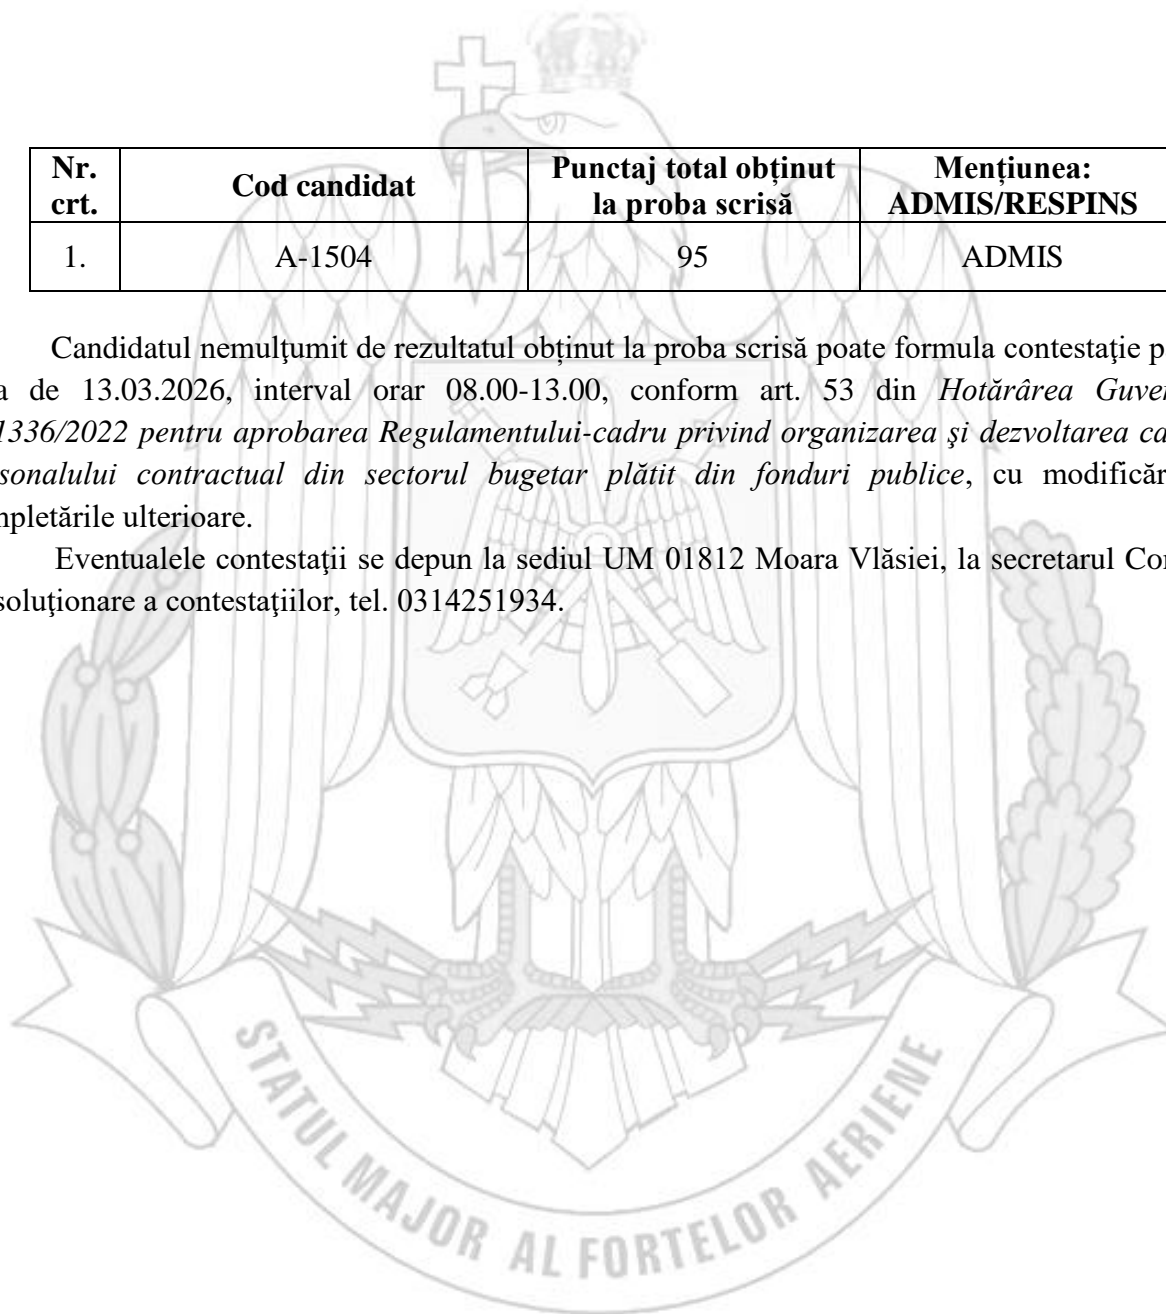 Nr. crt. Cod candidat Punctaj total obținut la proba scrisă Mențiunea: ADMIS/RESPINS
1. A-1504 95 ADMIS
Candidatul nemulţumit de rezultatul obținut la proba scrisă poate formula contestaţie p
a de 13.03.2026, interval orar 08.00-13.00, conform art. 53 din Hotărârea Guver
1336/2022 pentru aprobarea Regulamentului-cadru privind organizarea şi dezvoltarea ca
sonalului contractual din sectorul bugetar plătit din fonduri publice, cu modificăr
mpletările ulterioare.
Eventualele contestaţii se depun la sediul UM 01812 Moara Vlăsiei, la secretarul Co
soluţionare a contestaţiilor, tel. 0314251934.
STATUL MAJOR AL FORTELOR AERIENE